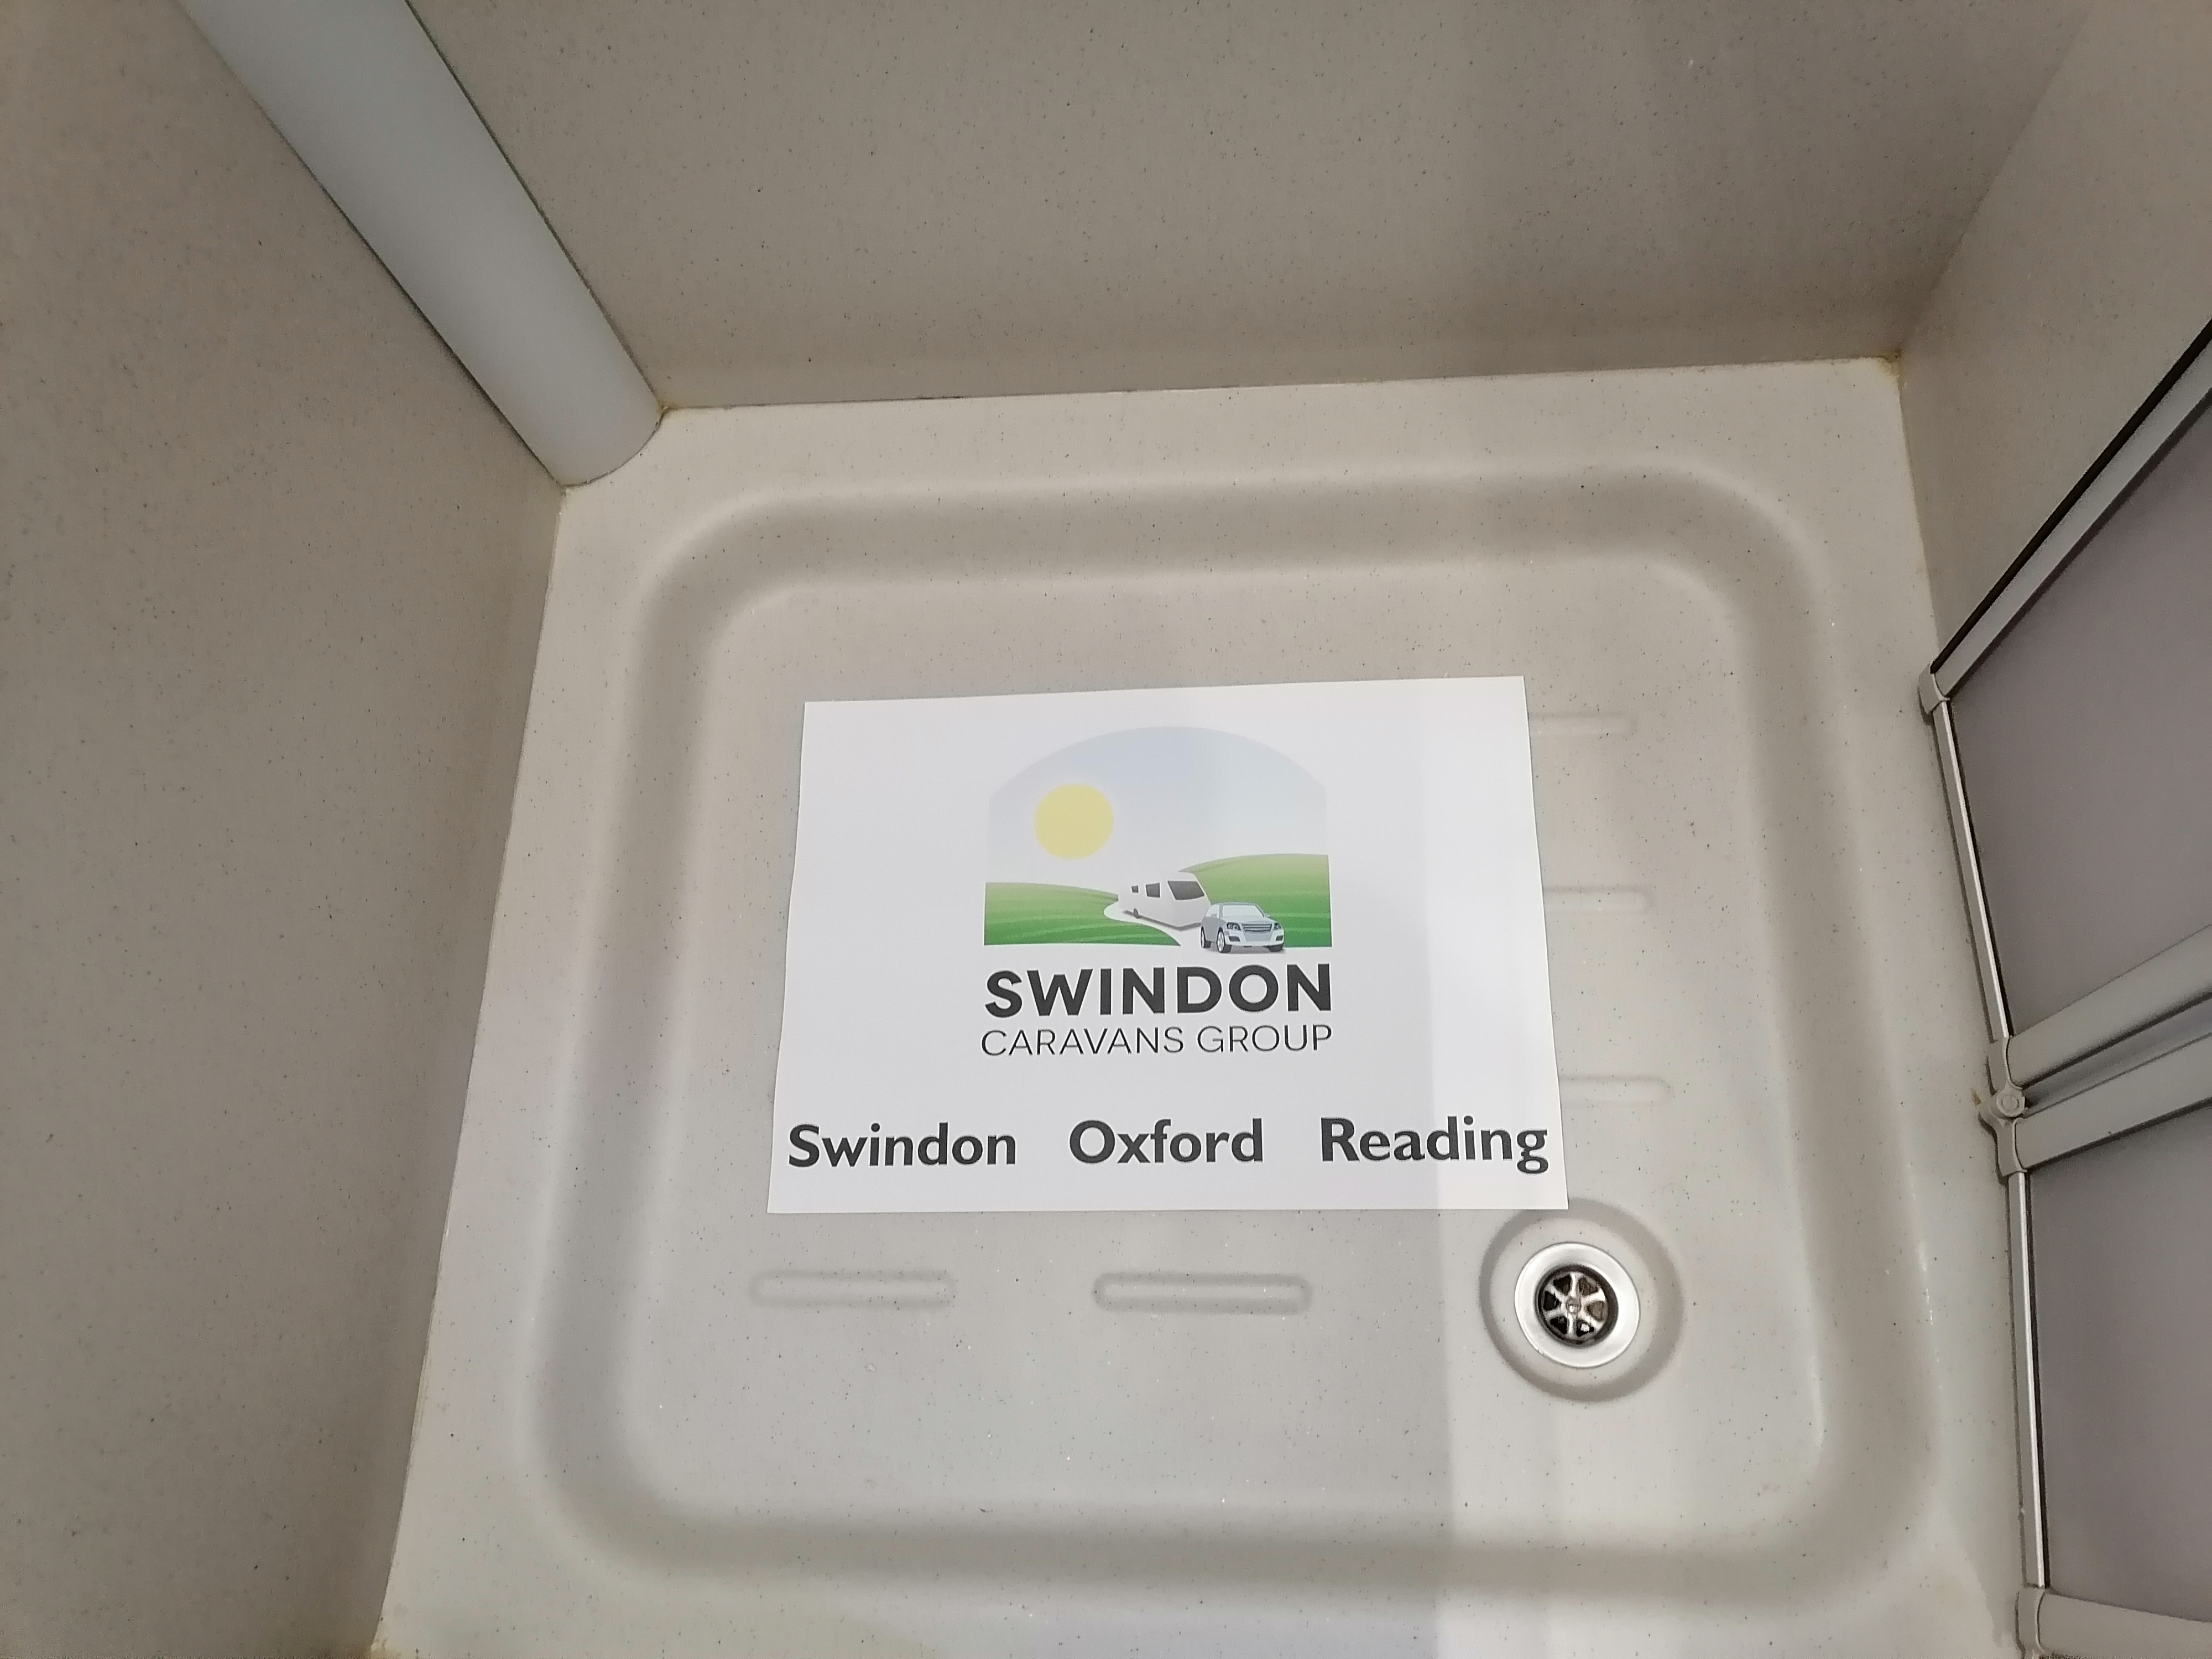 SWINDON
CARAVANS GROUP
Swindon Oxford Reading